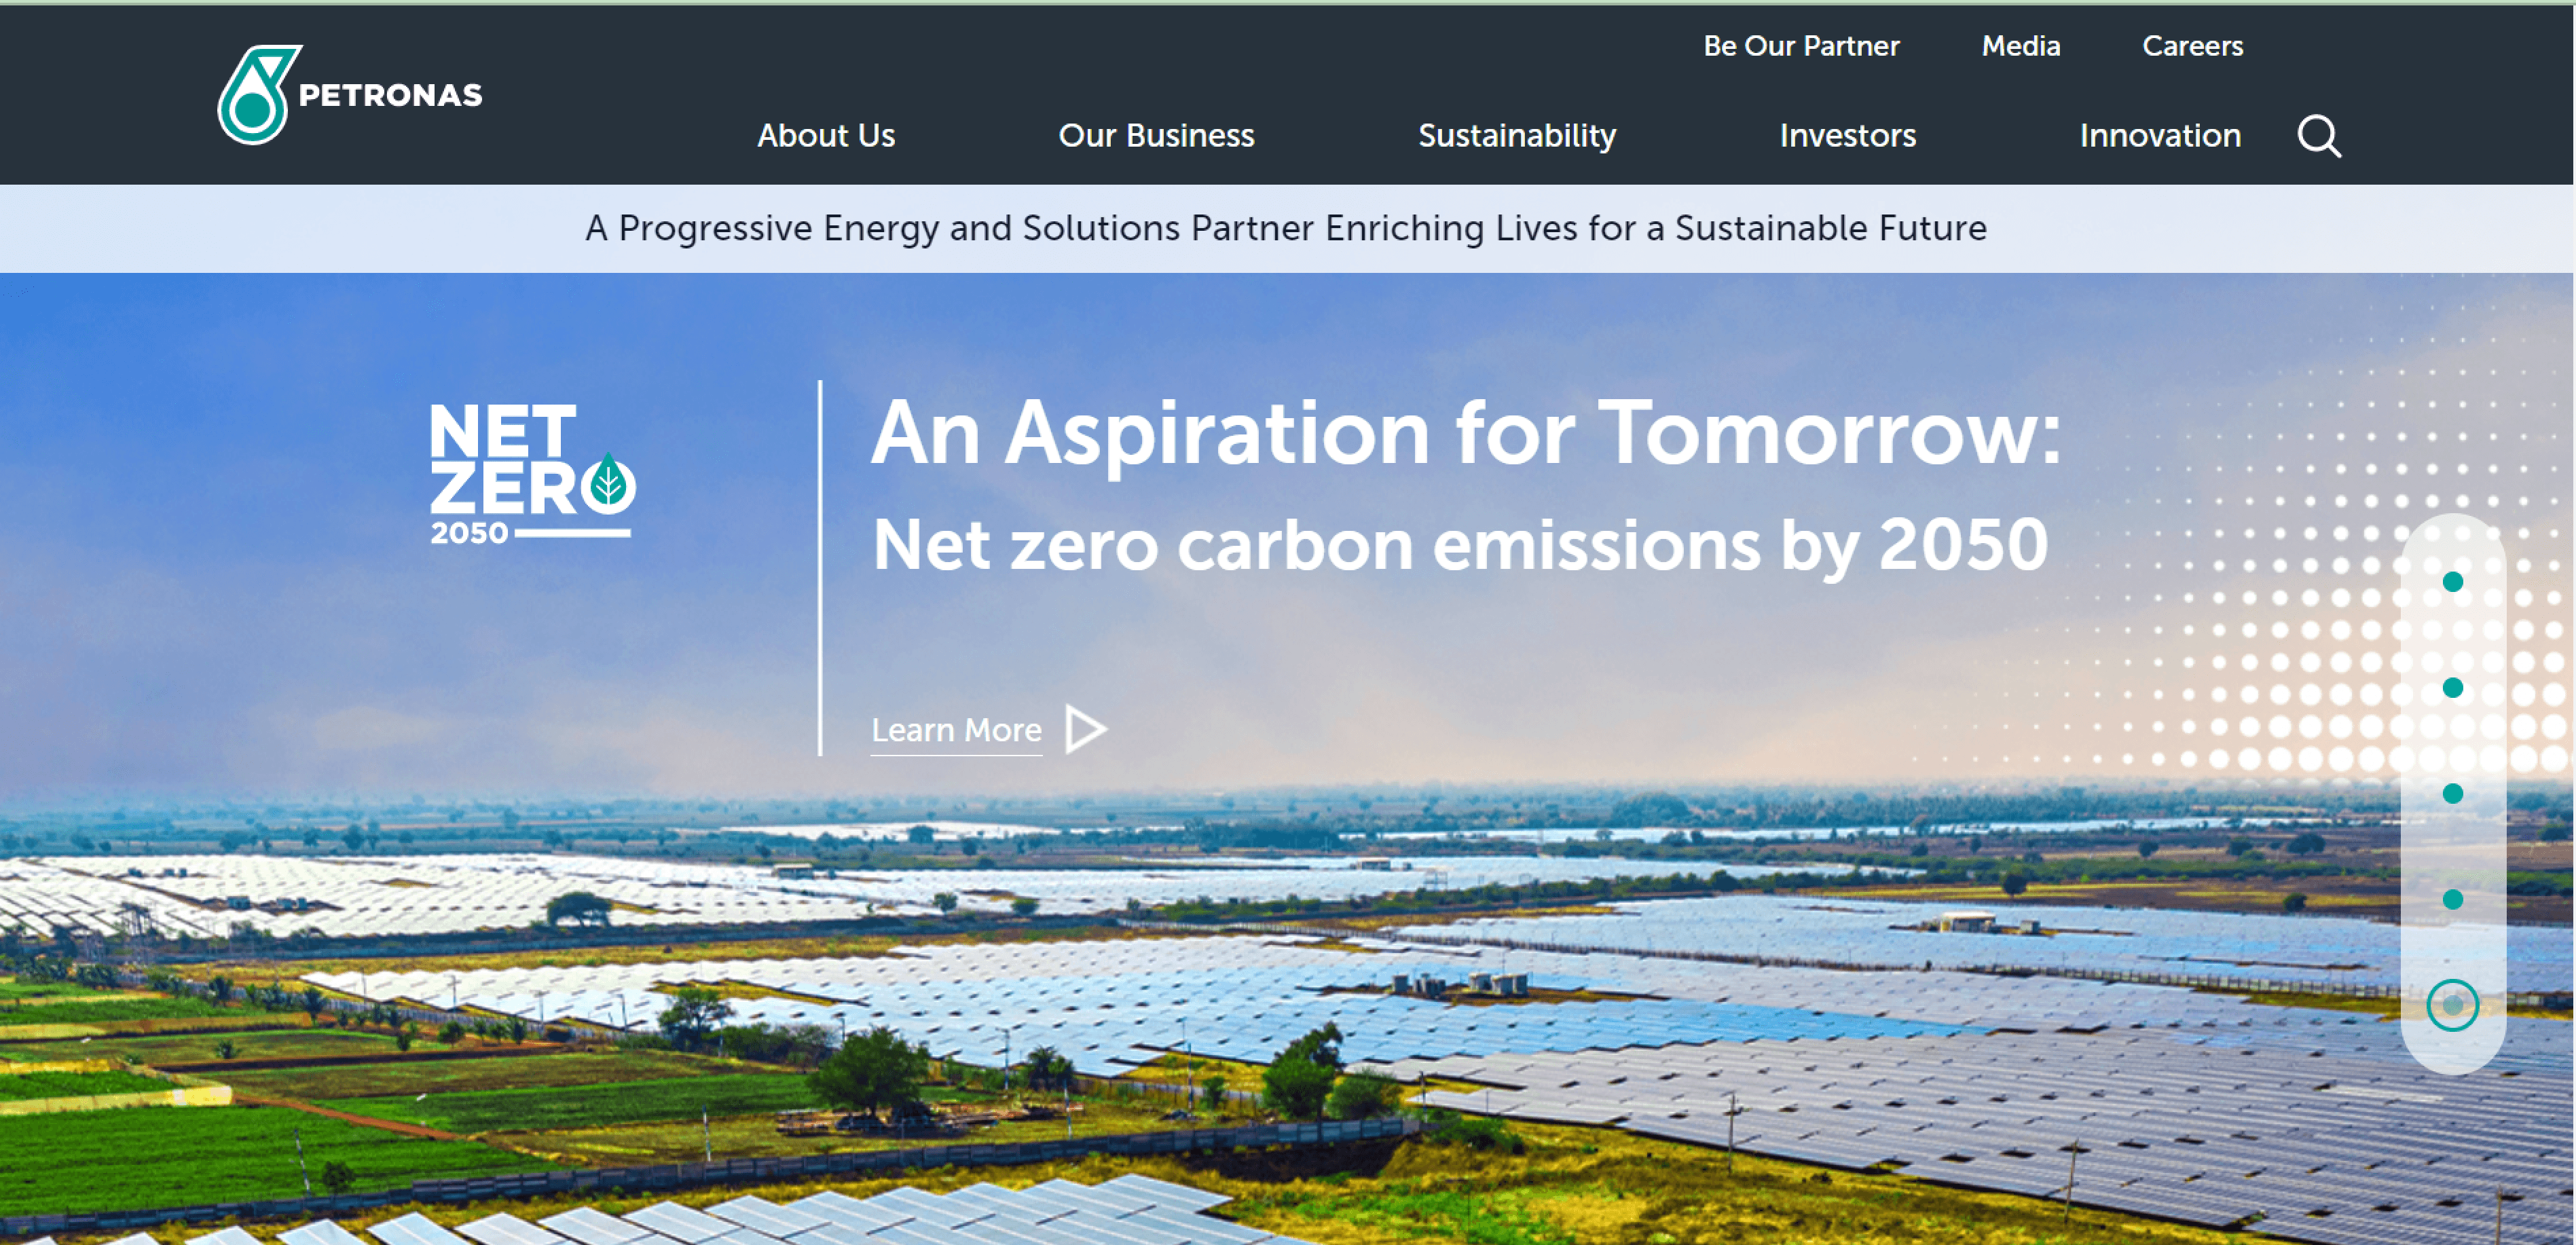 Be Our Partner Media Careers
PETRONAS
About Us Our Business Sustainability Investors Innovation
A Progressive Energy and Solutions Partner Enriching Lives for a Sustainable Future
NET
ZERO
2050
An Aspiration for Tomorrow:
Net zero carbon emissions by 2050
Learn More